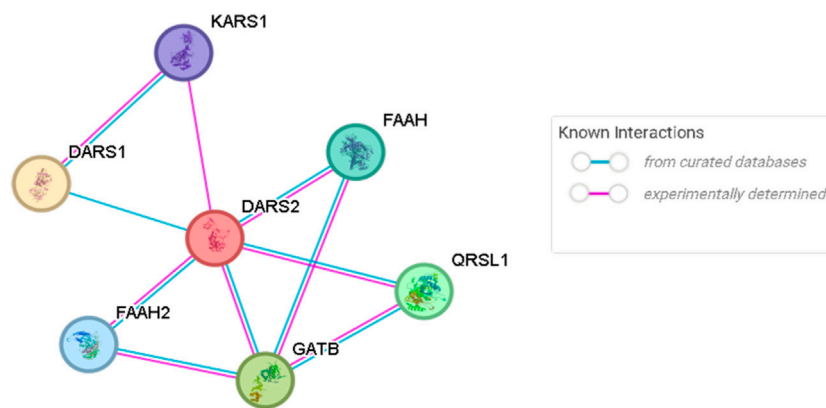 KARS1
FAAH
DARS1
DARS2
QRSL1
FAAH2
GATB
Known Interactions
from curated databases
experimentally determined